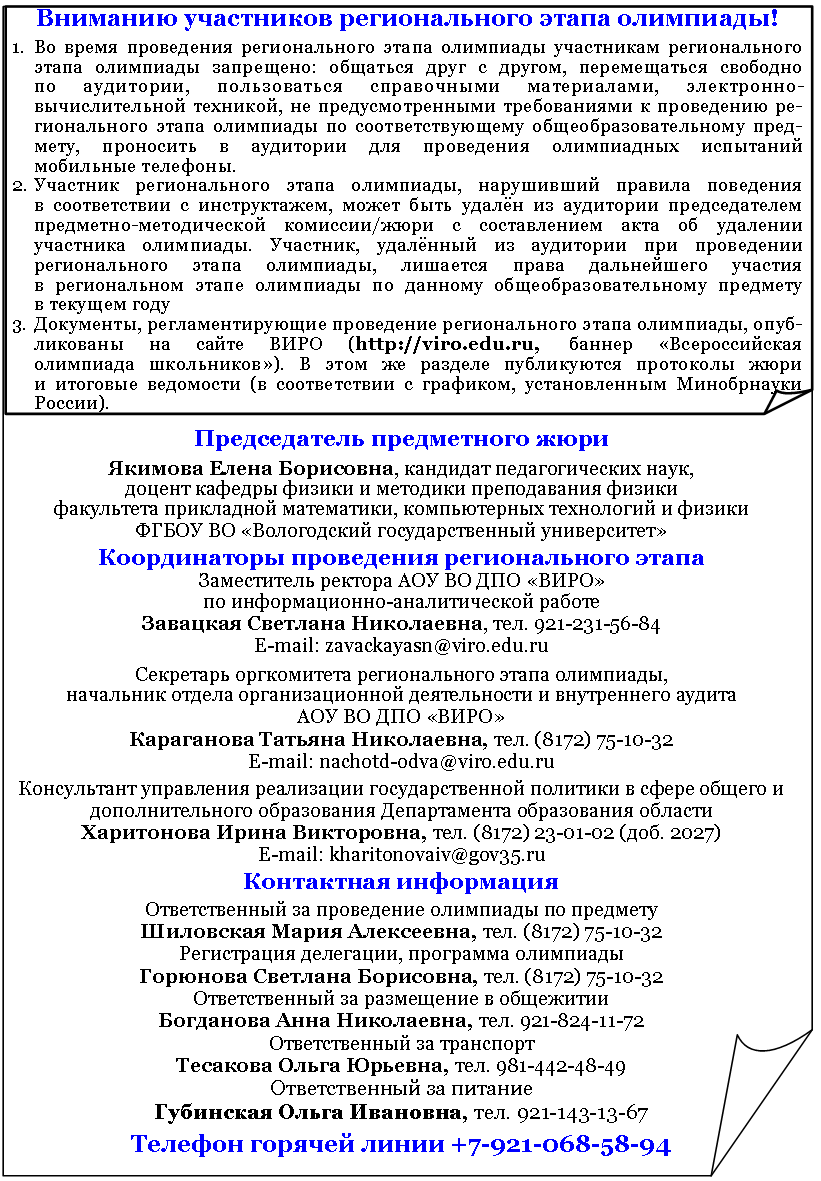 Вниманию участников регионального этапа олимпиады!
1. Во время проведения регионального этапа олимпиады участникам регионального
этапа олимпиады запрещено: общаться друг с другом, перемещаться свободно
по аудитории, пользоваться справочными материалами, электронно-
вычислительной техникой, не предусмотренными требованиями к проведению ре-
гионального этапа олимпиады по соответствующему общеобразовательному пред-
мету, проносить в аудитории для проведения олимпиадных испытаний
мобильные телефоны.
2. Участник регионального этапа олимпиады, нарушивший правила поведения
в соответствии с инструктажем, может быть удалён из аудитории председателем
предметно-методической комиссии/жюри с составлением акта об удалении
участника олимпиады. Участник, удалённый из аудитории при проведении
регионального этапа олимпиады, лишается права дальнейшего участия
в региональном этапе олимпиады по данному общеобразовательному предмету
в текущем году
3. Документы, регламентирующие проведение регионального этапа олимпиады, опуб-
ликованы на сайте ВИРО (http://viro.edu.ru, баннер «Всероссийская
олимпиада школьников»). В этом же разделе публикуются протоколы жюри
и итоговые ведомости (в соответствии с графиком, установленным Минобрнауки
России).
Председатель предметного жюри
Якимова Елена Борисовна, кандидат педагогических наук,
доцент кафедры физики и методики преподавания физики
факультета прикладной математики, компьютерных технологий и физики
ФГБОУ ВО «Вологодский государственный университет»
Координаторы проведения регионального этапа
Заместитель ректора АОУ ВО ДПО «ВИРО»
по информационно-аналитической работе
Завацкая Светлана Николаевна, тел. 921-231-56-84
E-mail: zavackayasn@viro.edu.ru
Секретарь оргкомитета регионального этапа олимпиады,
начальник отдела организационной деятельности и внутреннего аудита
АОУ ВО ДПО «ВИРО»
Караганова Татьяна Николаевна, тел. (8172) 75-10-32
E-mail: nachotd-odva@viro.edu.ru
Консультант управления реализации государственной политики в сфере общего и
дополнительного образования Департамента образования области
Харитонова Ирина Викторовна, тел. (8172) 23-01-02 (доб. 2027)
E-mail: kharitonovaiv@gov35.ru
Контактная информация
Ответственный за проведение олимпиады по предмету
Шиловская Мария Алексеевна, тел. (8172) 75-10-32
Регистрация делегации, программа олимпиады
Горюнова Светлана Борисовна, тел. (8172) 75-10-32
Ответственный за размещение в общежитии
Богданова Анна Николаевна, тел. 921-824-11-72
Ответственный за транспорт
Тесакова Ольга Юрьевна, тел. 981-442-48-49
Ответственный за питание
Губинская Ольга Ивановна, тел. 921-143-13-67
Телефон горячей линии +7-921-068-58-94